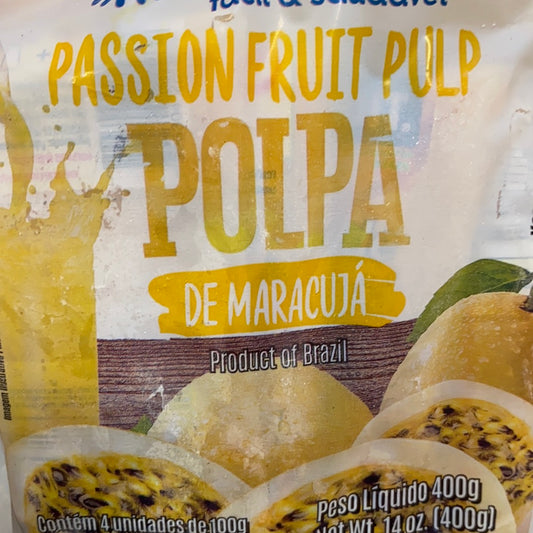 fácil & saudável
PASSION FRUIT PULP
POLPA
DE MARACUJÁ
Product of Brazil
Contém 4 unidades de 100g
Peso Líquido 400g
Net Wt. 14 oz. (400g)